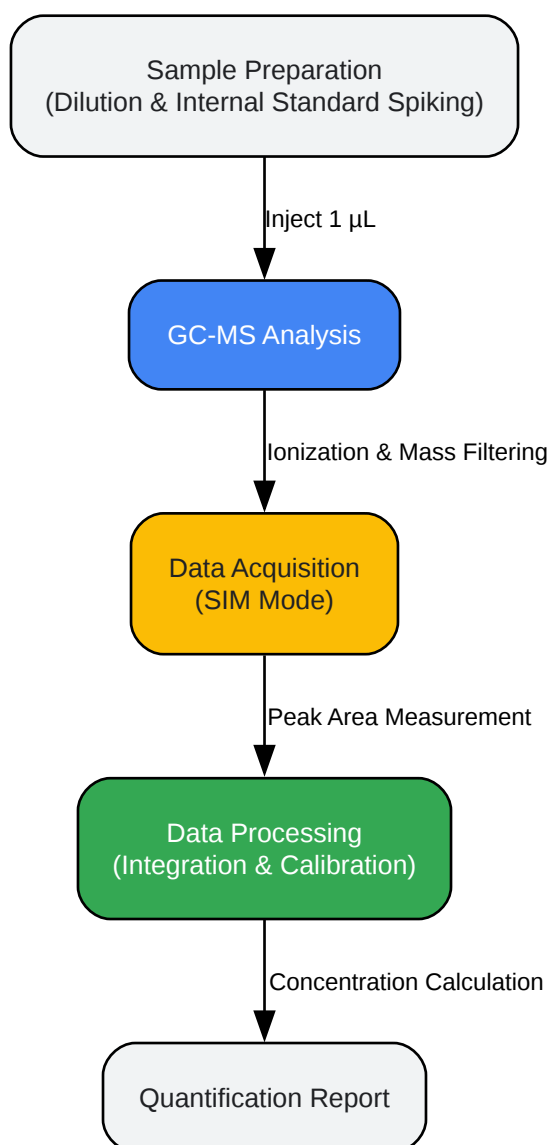 Sample Preparation
(Dilution & Internal Standard Spiking)
Inject 1 µL
GC-MS Analysis
Ionization & Mass Filtering
Data Acquisition
(SIM Mode)
Peak Area Measurement
Data Processing
(Integration & Calibration)
Concentration Calculation
Quantification Report